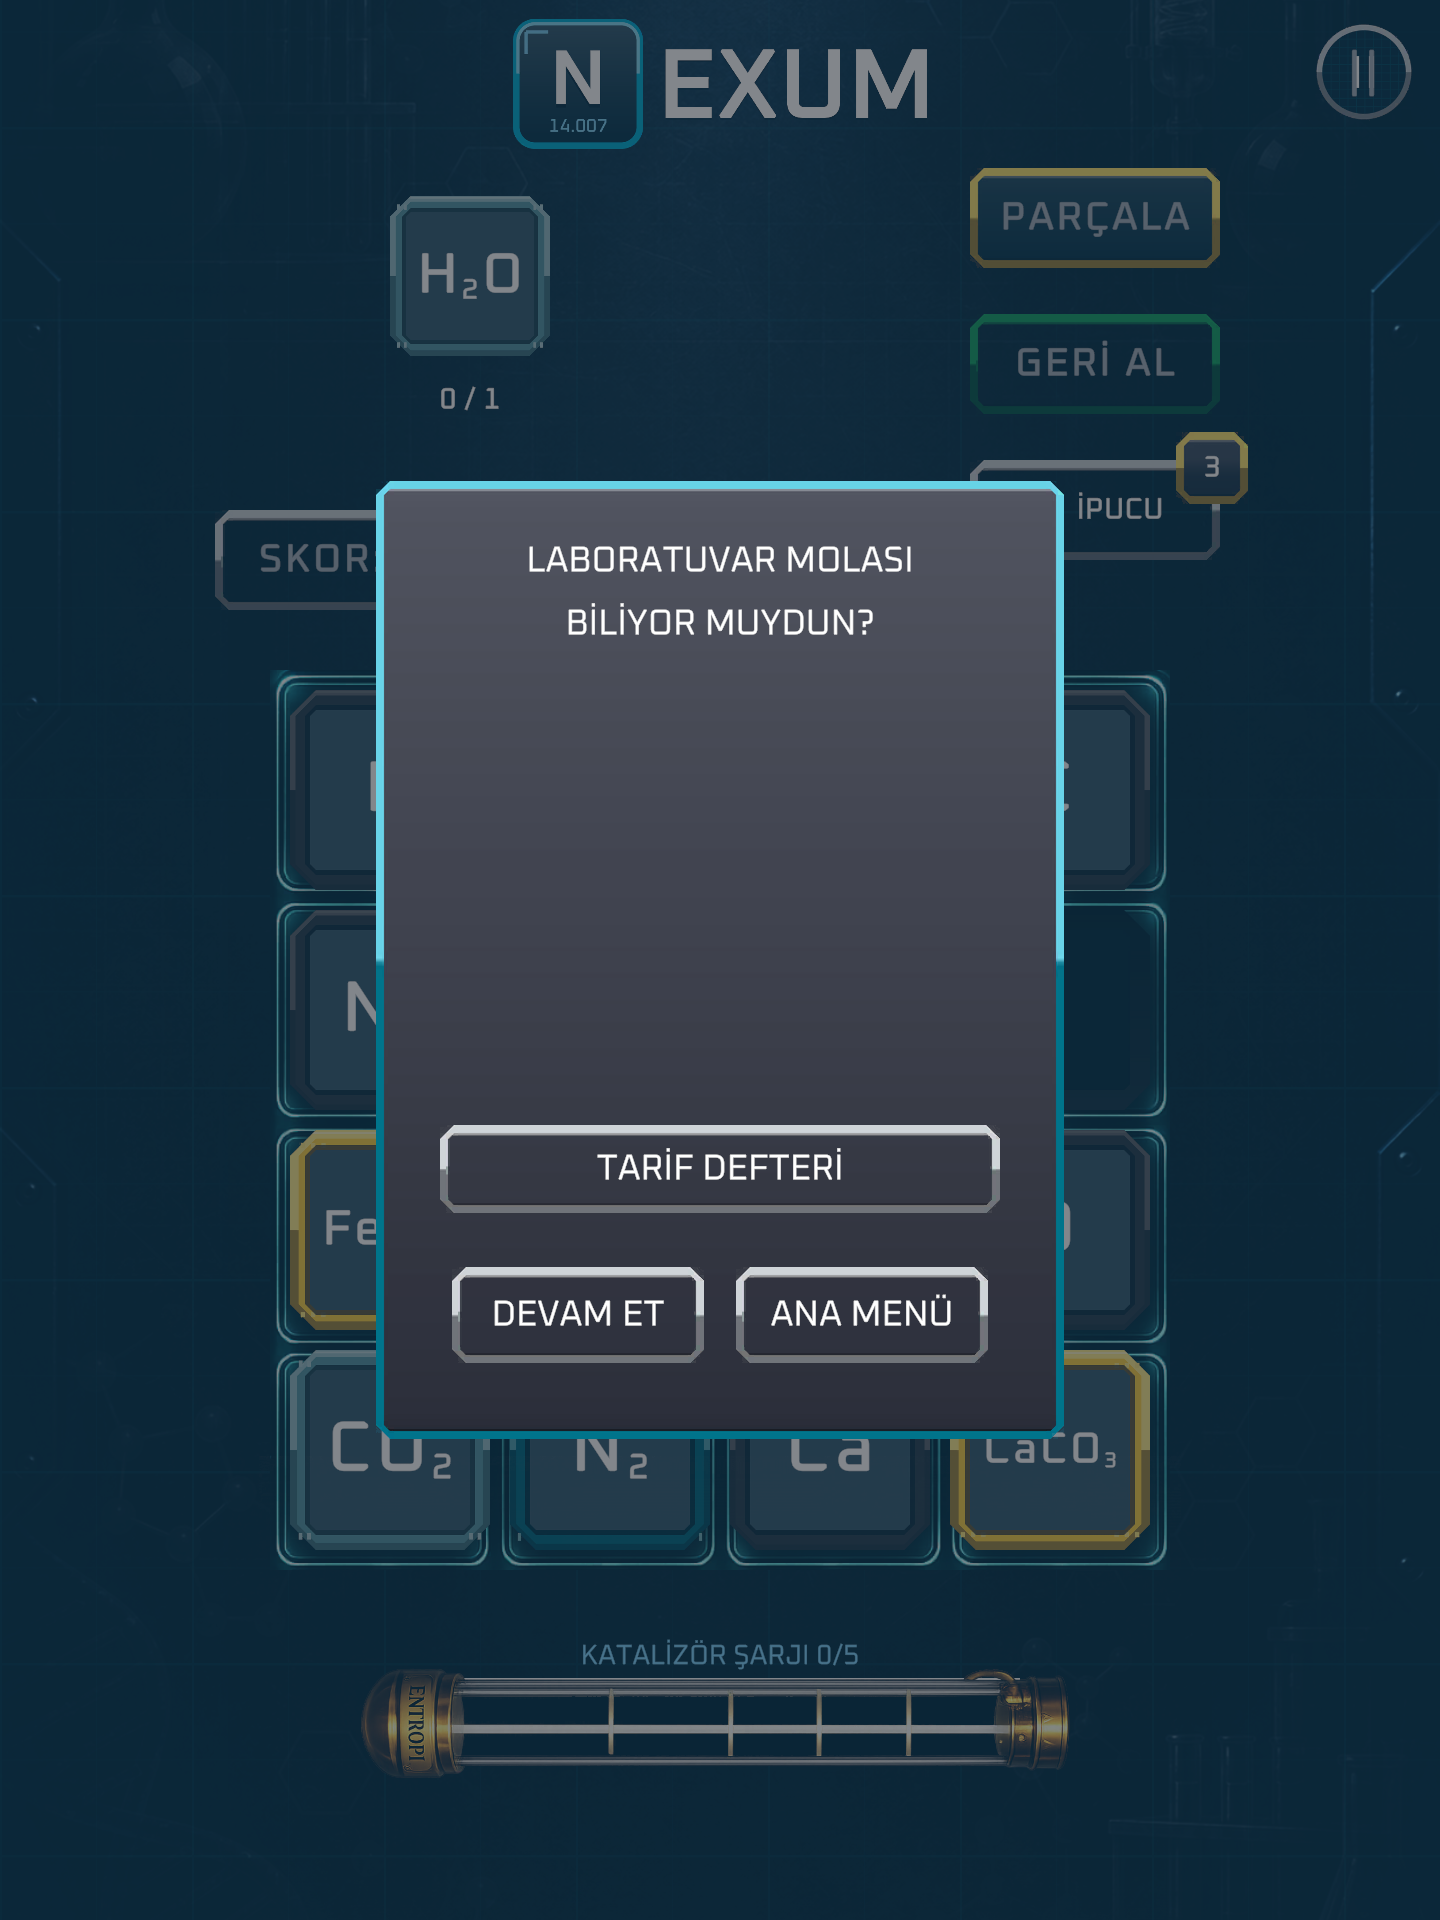 N EXUM
14.007
PARÇALA
H₂O
GERİ AL
0 / 1
3
İPUCU
SKOR:
LABORATUVAR MOLASI
BİLİYOR MUYDUN?
TARİF DEFTERİ
Fe
DEVAM ET
ANA MENÜ
CO₂
N₂
Ca
CaCO₃
KATALİZÖR ŞARJI 0/5
ENTROPI